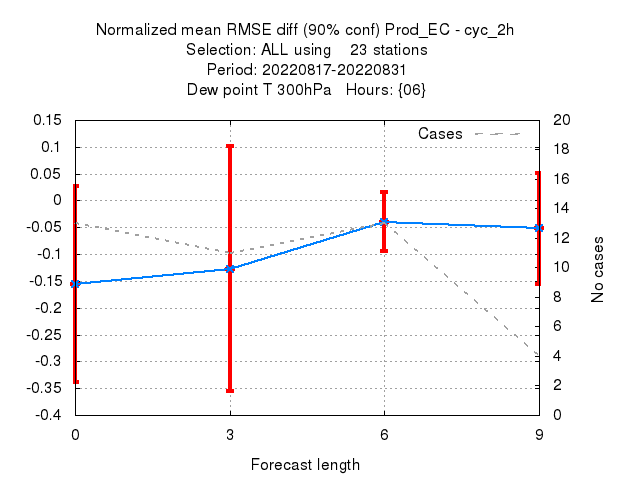 Normalized mean RMSE diff (90% conf) Prod_EC - cyc_2h
Selection: ALL using 23 stations
Period: 20220817-20220831
Dew point T 300hPa Hours: {06}
Cases
0.15
0.1
0.05
0
-0.05
-0.1
-0.15
-0.2
-0.25
-0.3
-0.35
-0.4
20
18
16
14
12
10
8
6
4
2
0
No cases
0 3 6 9
Forecast length